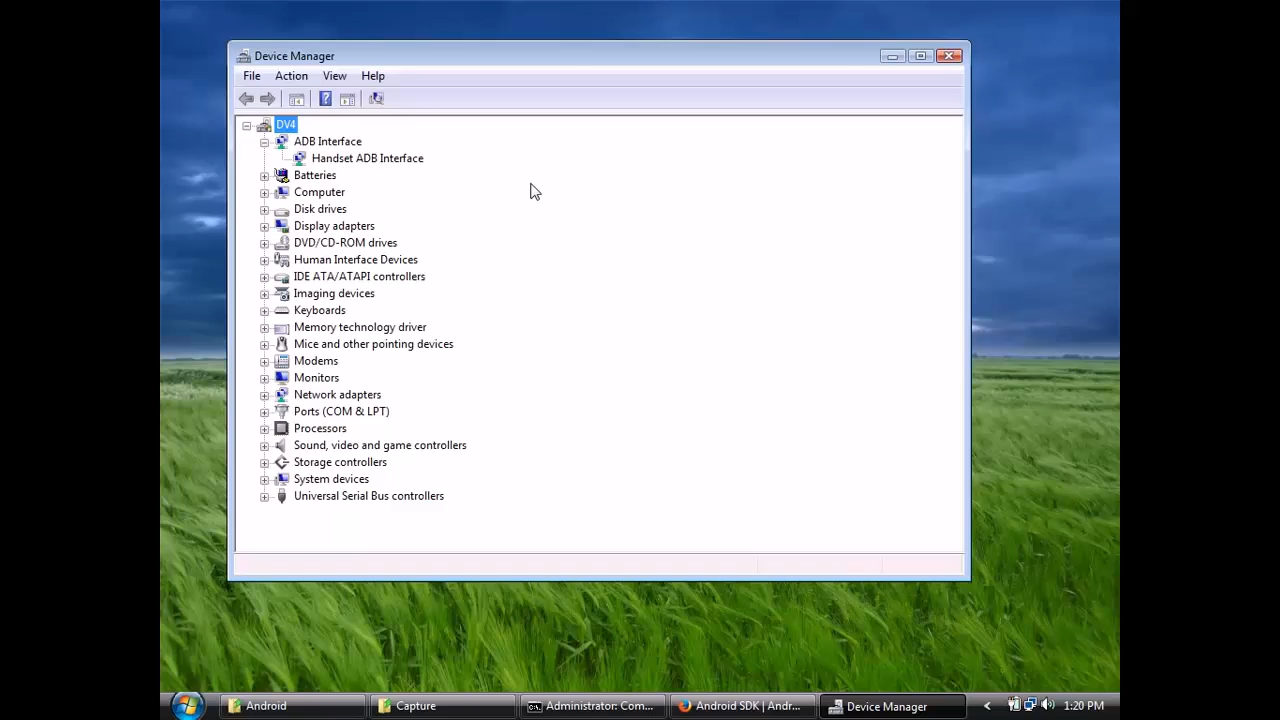 Device Manager
File Action View Help
DV4
ADB Interface
Handset ADB Interface
Batteries
Computer
Disk drives
Display adapters
DVD/CD-ROM drives
Human Interface Devices
IDE ATA/ATAPI controllers
Imaging devices
Keyboards
Memory technology driver
Mice and other pointing devices
Modems
Monitors
Network adapters
Ports (COM & LPT)
Processors
Sound, video and game controllers
Storage controllers
System devices
Universal Serial Bus controllers
Android Capture Administrator: Com... Android SDK | Andr... Device Manager 1:20 PM